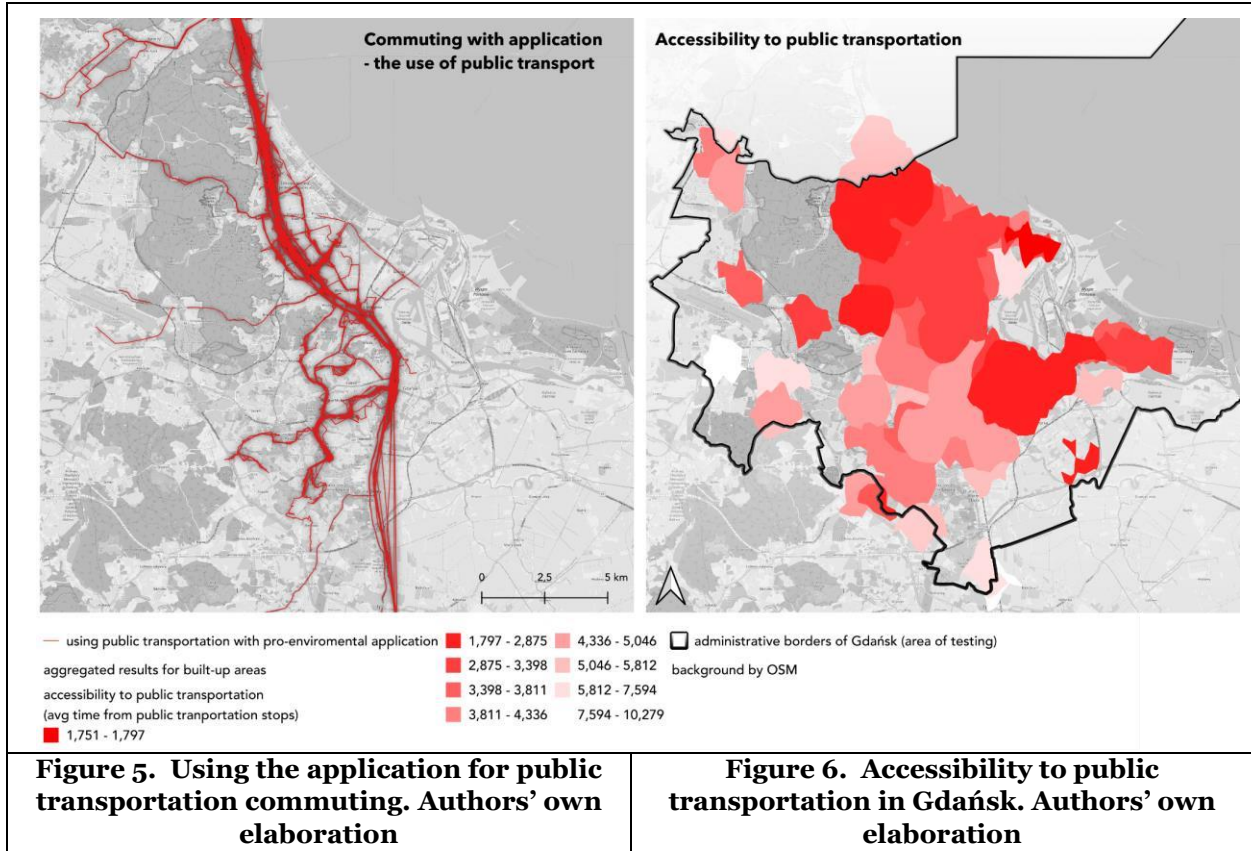 Commuting with application
- the use of public transport
Accessibility to public transportation
0 2,5 5 km
— using public transportation with pro-enviromental application
aggregated results for built-up areas
accessibility to public transportation
(avg time from public tranportation stops)
1,751 - 1,797
1,797 - 2,875
2,875 - 3,398
3,398 - 3,811
3,811 - 4,336
4,336 - 5,046
5,046 - 5,812
5,812 - 7,594
7,594 - 10,279
administrative borders of Gdańsk (area of testing)
background by OSM
Figure 5. Using the application for public
transportation commuting. Authors’ own
elaboration
Figure 6. Accessibility to public
transportation in Gdańsk. Authors’ own
elaboration